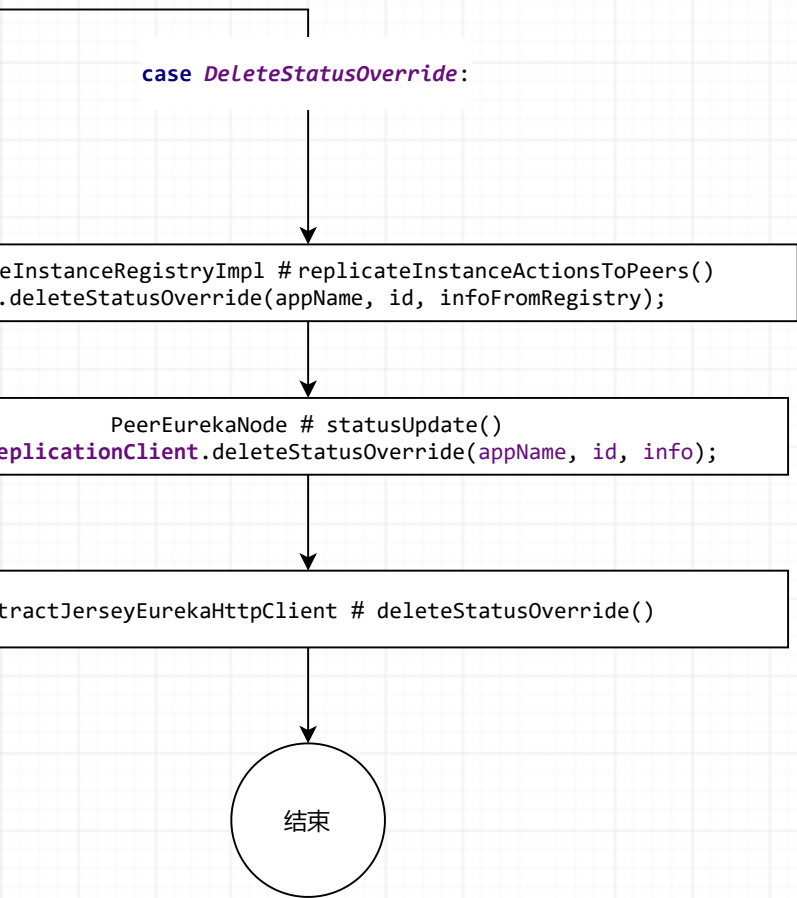 case DeleteStatusOverride:
eInstanceRegistryImpl # replicateInstanceActionsToPeers()
.deleteStatusOverride(appName, id, infoFromRegistry);
PeerEurekaNode # statusUpdate()
eplicationClient.deleteStatusOverride(appName, id, info);
tractJerseyEurekaHttpClient # deleteStatusOverride()
结束